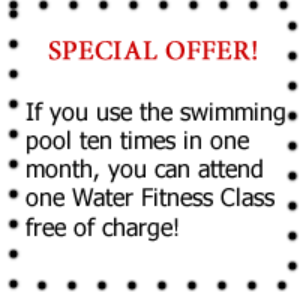 SPECIAL OFFER!
If you use the swimming
pool ten times in one
month, you can attend
one Water Fitness Class
free of charge!